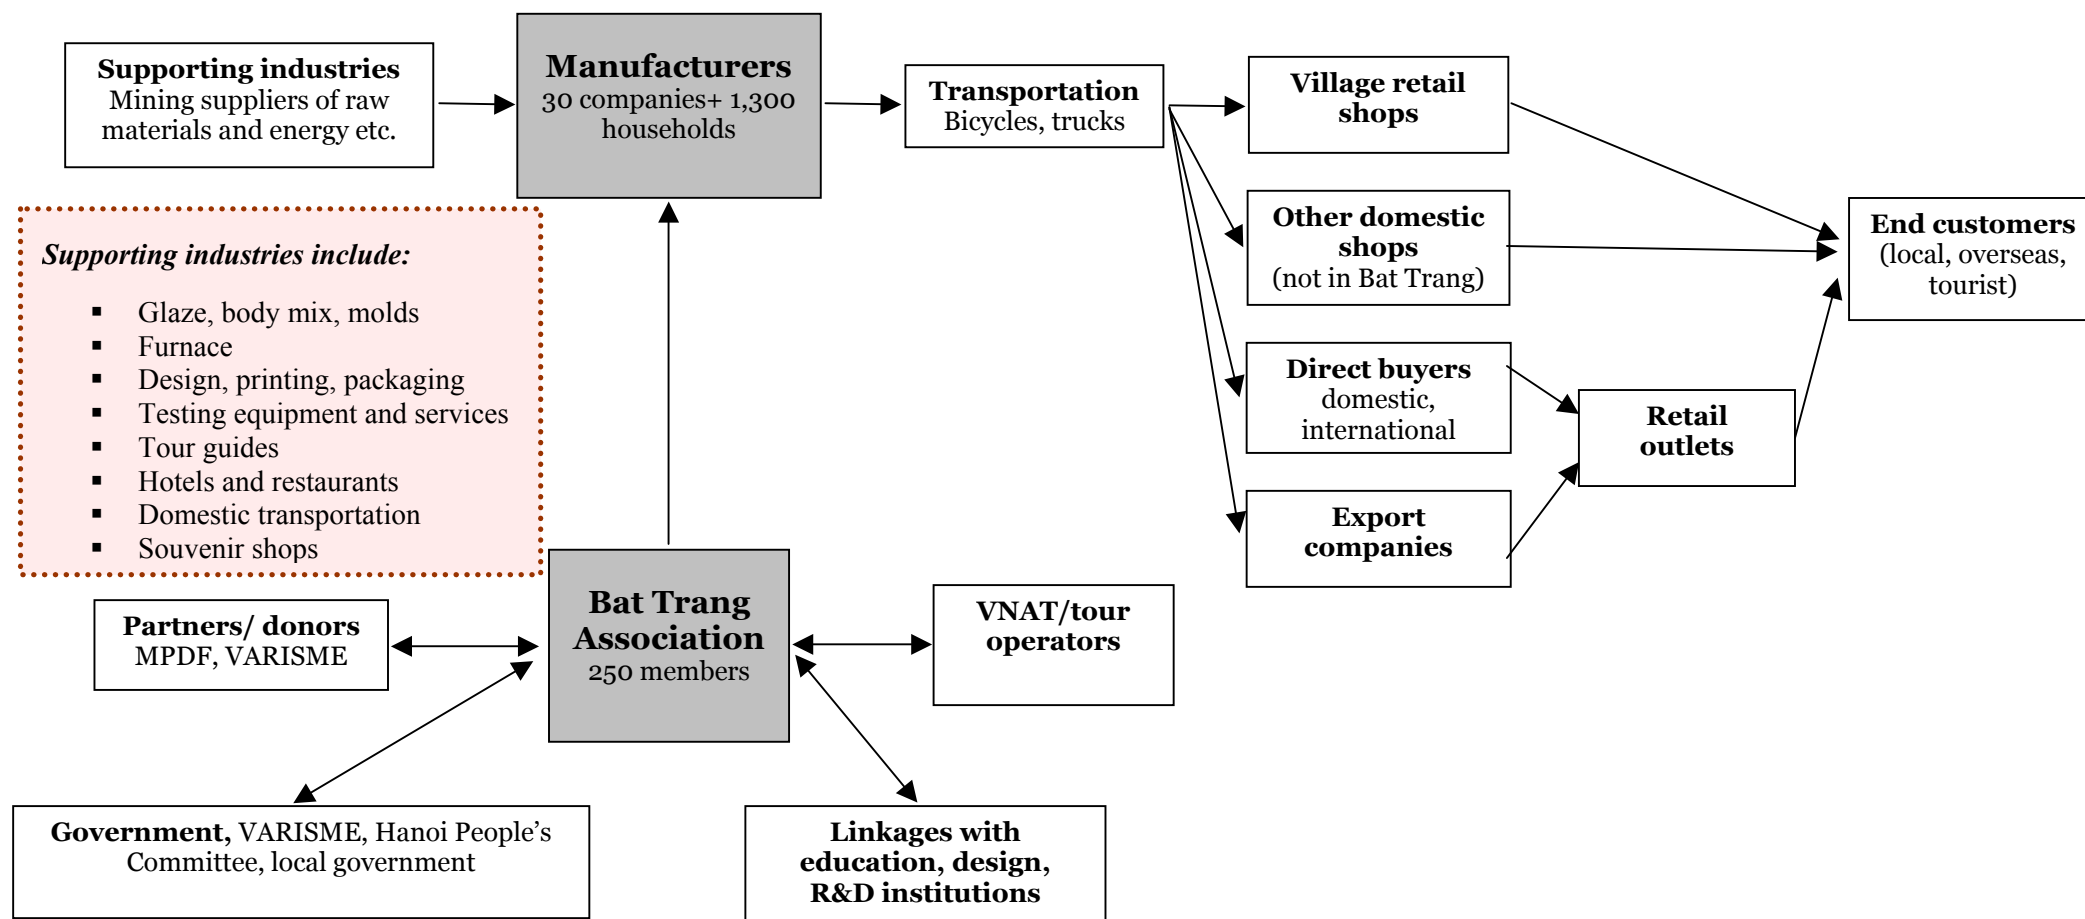 Supporting industries
Mining suppliers of raw
materials and energy etc.
Manufacturers
30 companies+ 1,300
households
Transportation
Bicycles, trucks
Village retail
shops
Other domestic
shops
(not in Bat Trang)
Direct buyers
domestic,
international
Export
companies
Retail
outlets
End customers
(local, overseas,
tourist)
Supporting industries include:
▪ Glaze, body mix, molds
▪ Furnace
▪ Design, printing, packaging
▪ Testing equipment and services
▪ Tour guides
▪ Hotels and restaurants
▪ Domestic transportation
▪ Souvenir shops
Bat Trang
Association
250 members
Partners/ donors
MPDF, VARISME
VNAT/tour
operators
Government, VARISME, Hanoi People’s
Committee, local government
Linkages with
education, design,
R&D institutions